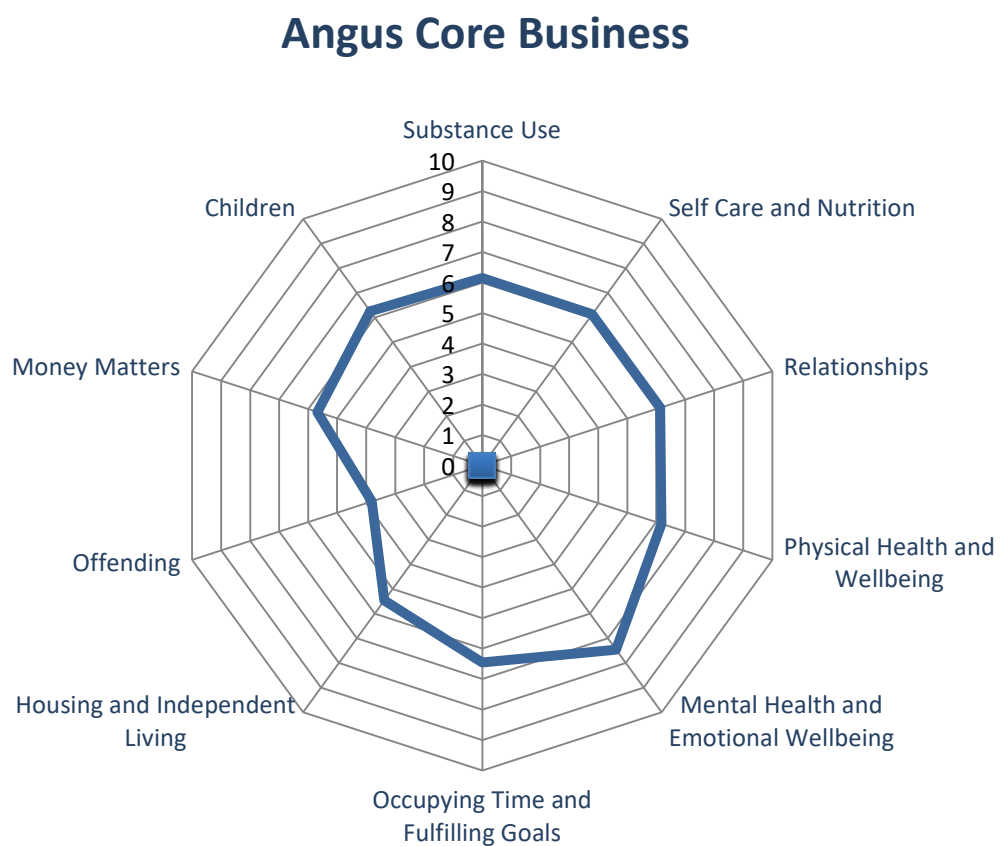 Angus Core Business
Substance Use
10
9
8
7
6
5
4
3
2
1
0
Self Care and Nutrition
Relationships
Physical Health and
Wellbeing
Mental Health and
Emotional Wellbeing
Occupying Time and
Fulfilling Goals
Housing and Independent
Living
Offending
Money Matters
Children